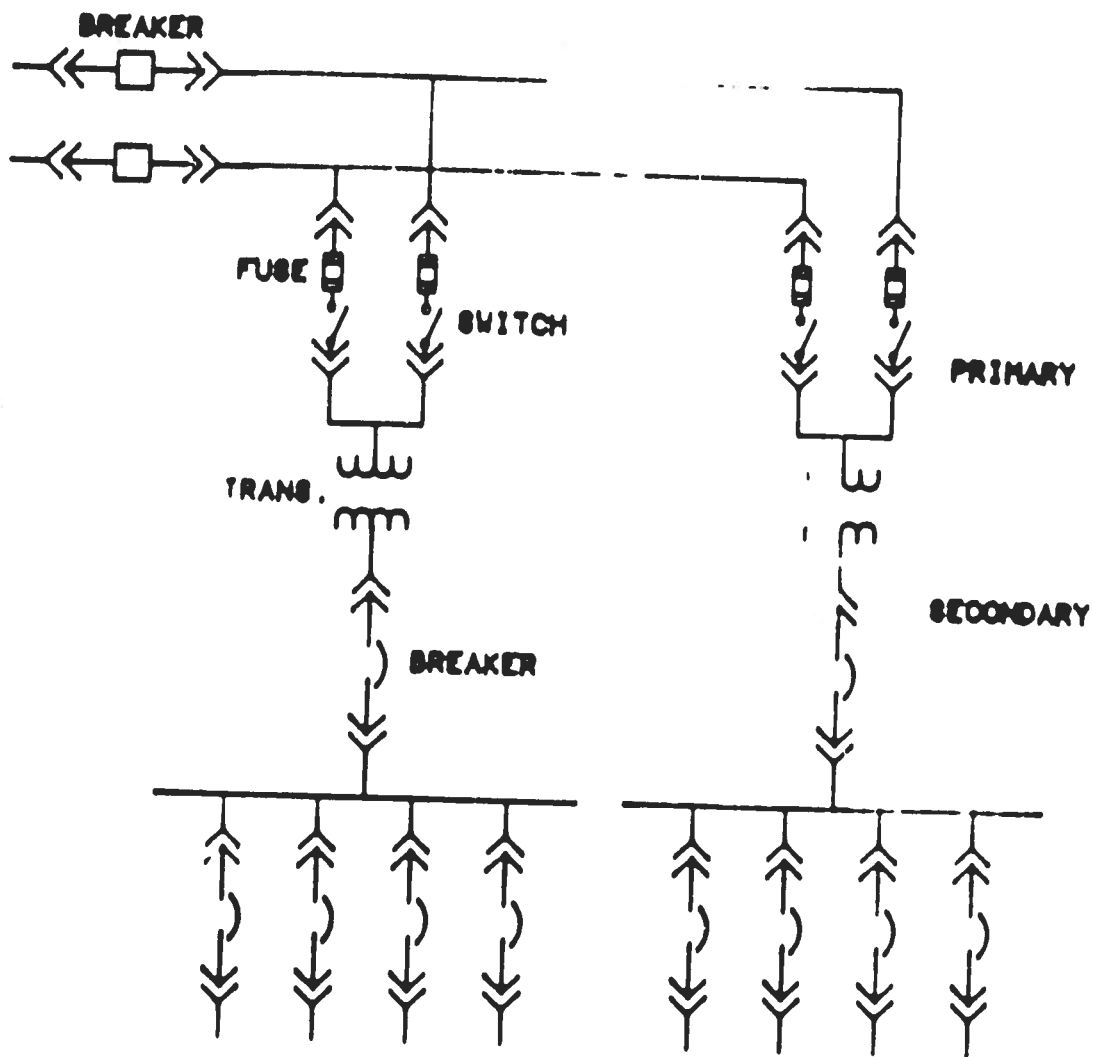 BREAKER
FUSE
SWITCH
PRIMARY
TRANS.
SECONDARY
BREAKER